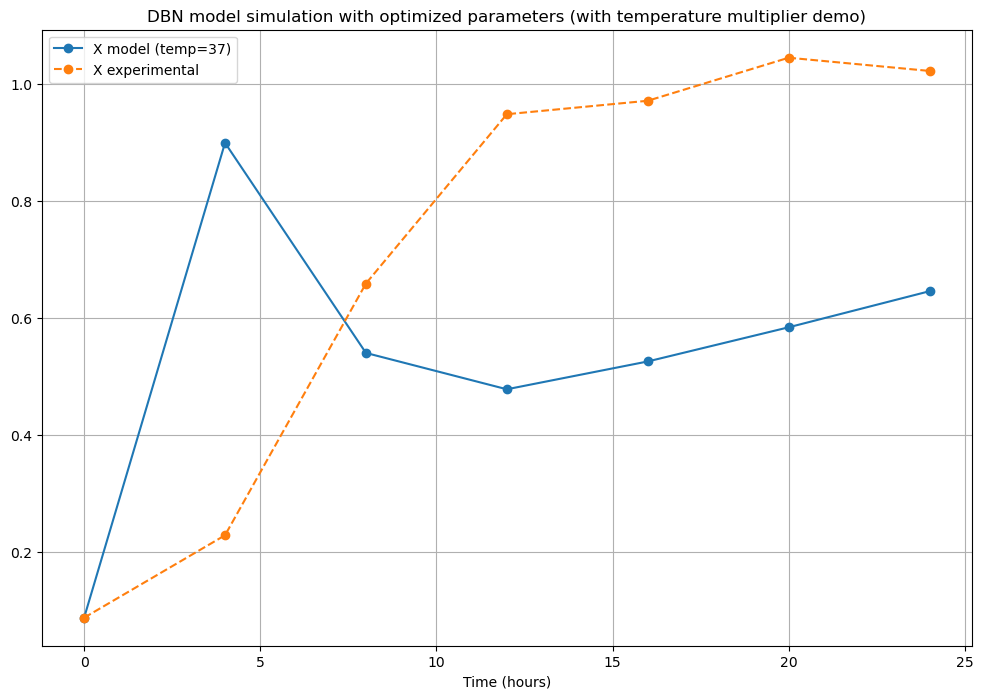 DBN model simulation with optimized parameters (with temperature multiplier demo)
X model (temp=37)
X experimental
1.0
0.8
0.6
0.4
0.2
0 5 10 15 20 25
Time (hours)